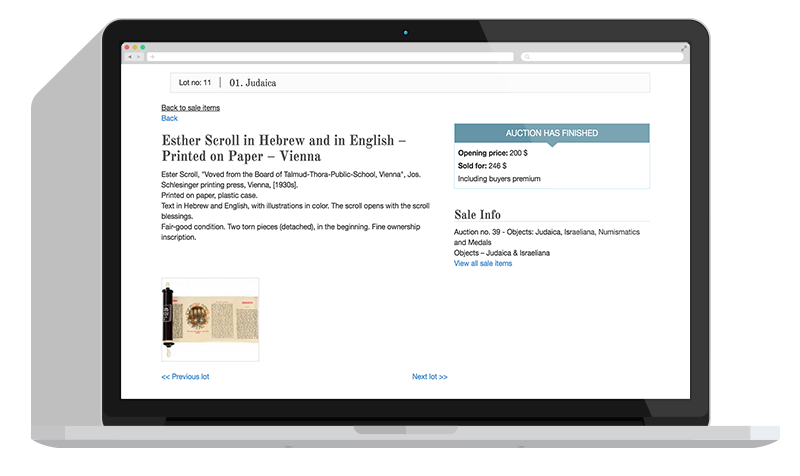 Lot no: 11 | 01. Judaica
Back to sale items
Back
Esther Scroll in Hebrew and in English –
Printed on Paper – Vienna
Ester Scroll, "Voved from the Board of Talmud-Thora-Public-School, Vienna", Jos.
Schlesinger printing press, Vienna, [1930s].
Printed on paper, plastic case.
Text in Hebrew and English, with illustrations in color. The scroll opens with the scroll
blessings.
Fair-good condition. Two torn pieces (detached), in the beginning. Fine ownership
inscription.
<< Previous lot
Next lot >>
AUCTION HAS FINISHED
Opening price: 200 $
Sold for: 246 $
Including buyers premium
Sale Info
Auction no. 39 - Objects: Judaica, Israeliana, Numismatics
and Medals
Objects – Judaica & Israeliana
View all sale items